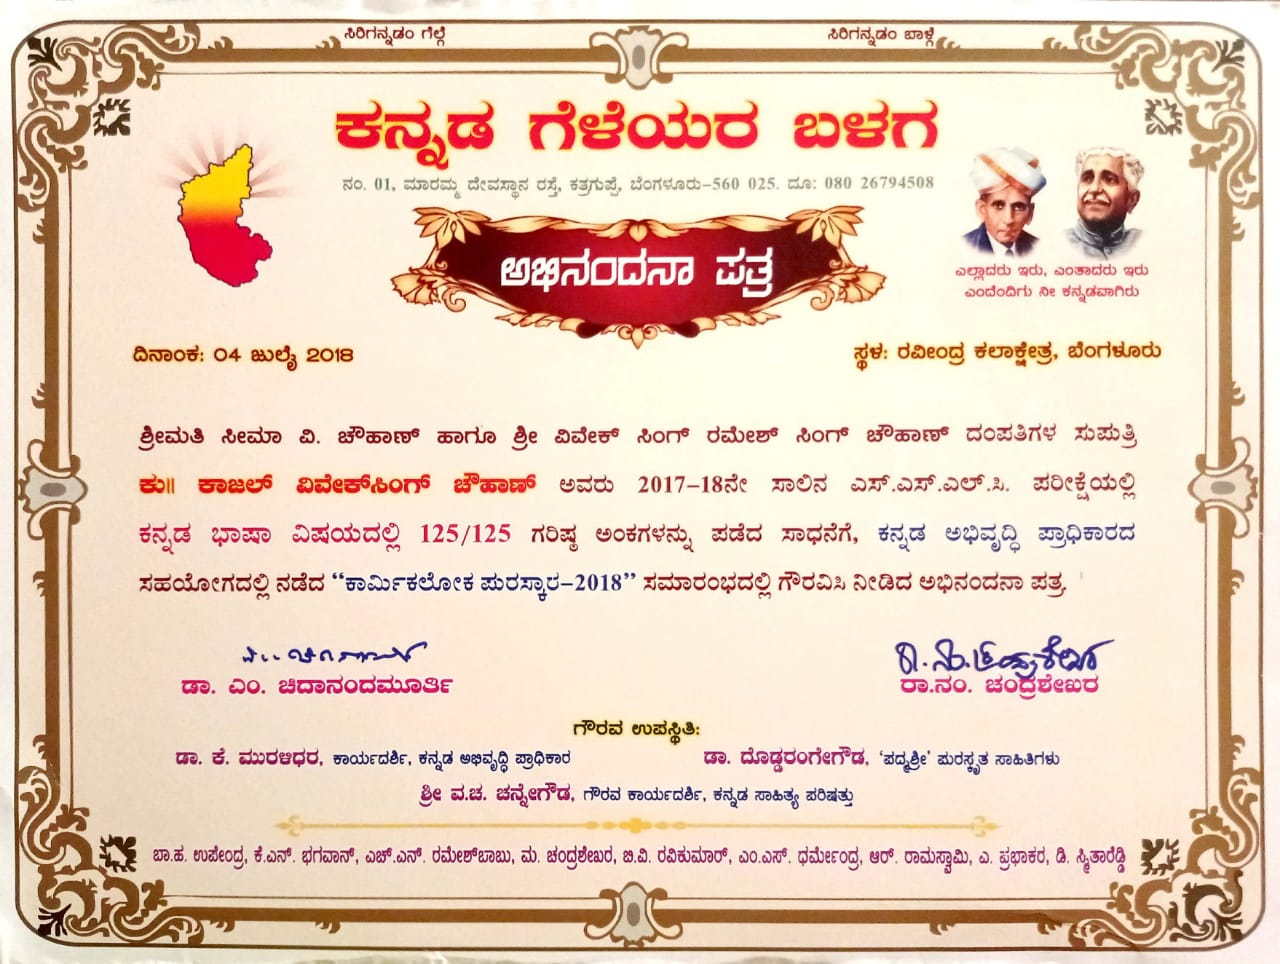 ಸಿರಿಗನ್ನಡಂ ಗೆಲ್ಗೆ
ಸಿರಿಗನ್ನಡಂ ಬಾಳ್ಗೆ
ಕನ್ನಡ ಗೆಳೆಯರ ಬಳಗ
ನಂ. 01, ಮಾರಮ್ಮ ದೇವಸ್ಥಾನ ರಸ್ತೆ, ಕತ್ರಗುಪ್ಪೆ, ಬೆಂಗಳೂರು-560 025. ದೂ: 080 26794508
ಅಭಿನಂದನಾ ಪತ್ರ
ಎಲ್ಲಾದರು ಇರು, ಎಂತಾದರು ಇರು
ಎಂದೆಂದಿಗು ನೀ ಕನ್ನಡವಾಗಿರು
ದಿನಾಂಕ: 04 ಜುಲೈ 2018
ಸ್ಥಳ: ರವೀಂದ್ರ ಕಲಾಕ್ಷೇತ್ರ, ಬೆಂಗಳೂರು
ಶ್ರೀಮತಿ ಸೀಮಾ ವಿ. ಚೌಹಾಣ್ ಹಾಗೂ ಶ್ರೀ ವಿವೇಕ್ ಸಿಂಗ್ ರಮೇಶ್ ಸಿಂಗ್ ಚೌಹಾಣ್ ದಂಪತಿಗಳ ಸುಪುತ್ರಿ
ಕು॥ ಕಾಜಲ್ ವಿವೇಕ್‌ಸಿಂಗ್ ಚೌಹಾಣ್ ಅವರು 2017-18ನೇ ಸಾಲಿನ ಎಸ್.ಎಸ್.ಎಲ್.ಸಿ. ಪರೀಕ್ಷೆಯಲ್ಲಿ
ಕನ್ನಡ ಭಾಷಾ ವಿಷಯದಲ್ಲಿ 125/125 ಗರಿಷ್ಠ ಅಂಕಗಳನ್ನು ಪಡೆದ ಸಾಧನೆಗೆ, ಕನ್ನಡ ಅಭಿವೃದ್ಧಿ ಪ್ರಾಧಿಕಾರದ
ಸಹಯೋಗದಲ್ಲಿ ನಡೆದ “ಕಾರ್ಮಿಕಲೋಕ ಪುರಸ್ಕಾರ-2018” ಸಮಾರಂಭದಲ್ಲಿ ಗೌರವಿಸಿ ನೀಡಿದ ಅಭಿನಂದನಾ ಪತ್ರ.
ರಾ. ನಂ. ಚಂದ್ರಶೇಖರ
ಡಾ. ಎಂ. ಚಿದಾನಂದಮೂರ್ತಿ
ರಾ.ನಂ. ಚಂದ್ರಶೇಖರ
ಗೌರವ ಉಪಸ್ಥಿತಿ:
ಡಾ. ಕೆ. ಮುರಳಿಧರ, ಕಾರ್ಯದರ್ಶಿ, ಕನ್ನಡ ಅಭಿವೃದ್ಧಿ ಪ್ರಾಧಿಕಾರ
ಡಾ. ದೊಡ್ಡರಂಗೇಗೌಡ, ‘ಪದ್ಮಶ್ರೀ’ ಪುರಸ್ಕೃತ ಸಾಹಿತಿಗಳು
ಶ್ರೀ ವ.ಚ. ಚನ್ನೇಗೌಡ, ಗೌರವ ಕಾರ್ಯದರ್ಶಿ, ಕನ್ನಡ ಸಾಹಿತ್ಯ ಪರಿಷತ್ತು
ಬಾ.ಹ. ಉಪೇಂದ್ರ, ಕೆ.ಎನ್. ಭಗವಾನ್, ಎಚ್.ಎನ್. ರಮೇಶ್‌ಬಾಬು, ಮ. ಚಂದ್ರಶೇಖರ, ಬಿ.ವಿ. ರವಿಕುಮಾರ್, ಎಂ.ಎಸ್. ಧರ್ಮೇಂದ್ರ, ಆರ್. ರಾಮಸ್ವಾಮಿ, ಎ. ಪ್ರಭಾಕರ, ಡಿ. ಸ್ಮಿತಾರೆಡ್ಡಿ